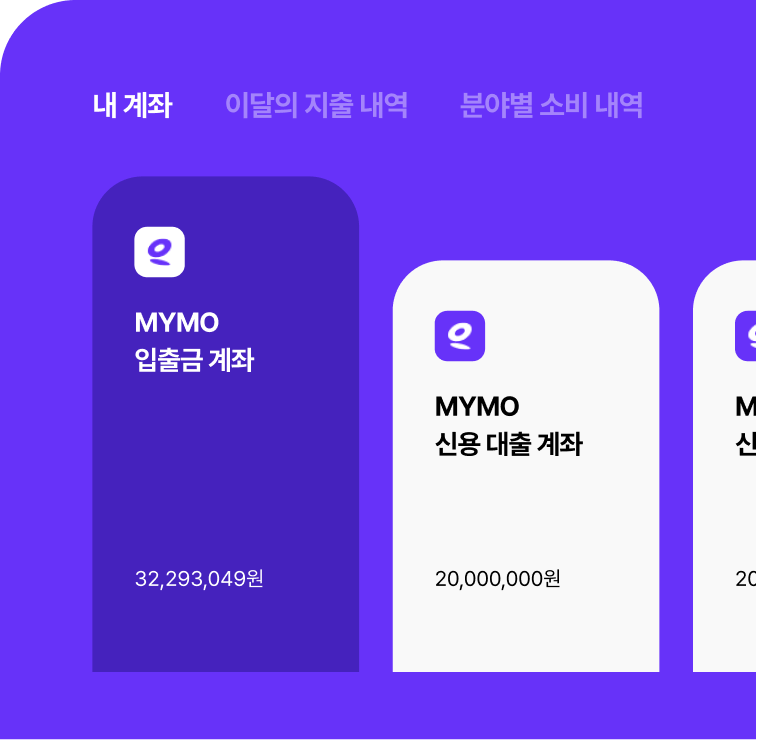 내 계좌 이달의 지출 내역 분야별 소비 내역
MYMO
입출금 계좌
32,293,049원
MYMO
신용 대출 계좌
20,000,000원